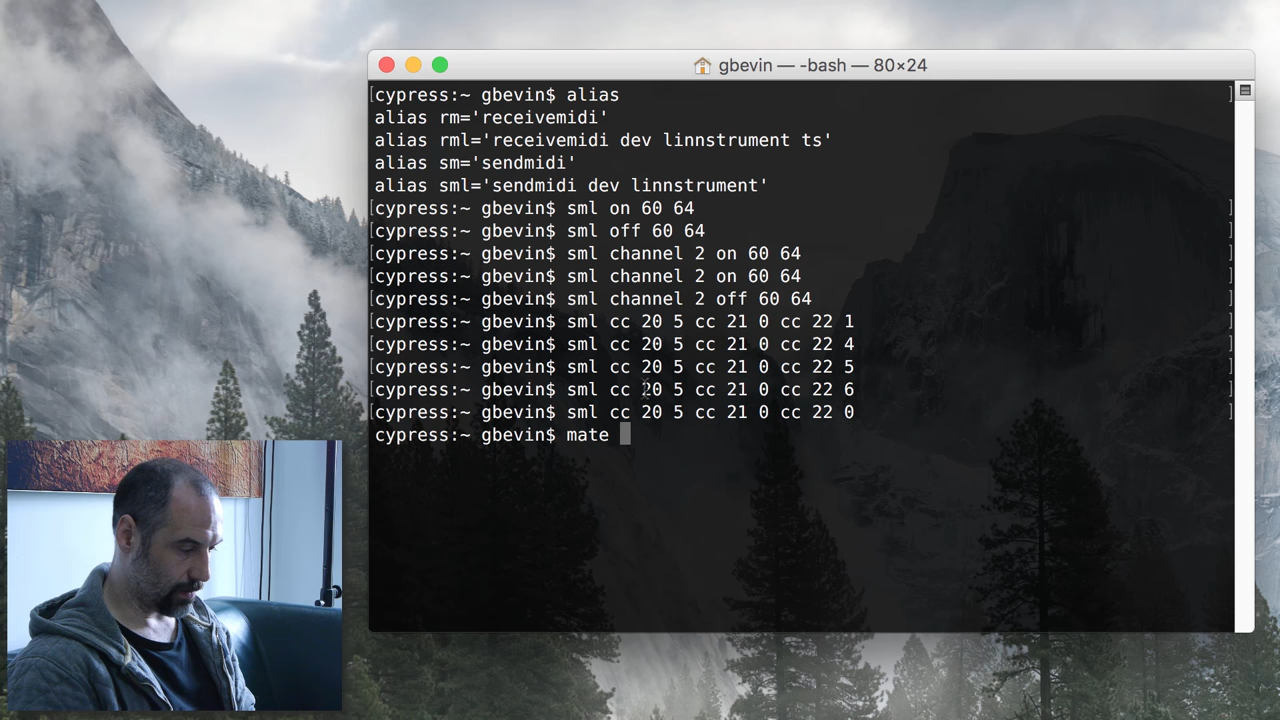 gbevin — -bash — 80×24
[cypress:~ gbevin$ alias ]
alias rm='receivemidi'
alias rml='receivemidi dev linnstrument ts'
alias sm='sendmidi'
alias sml='sendmidi dev linnstrument'
[cypress:~ gbevin$ sml on 60 64 ]
[cypress:~ gbevin$ sml off 60 64 ]
[cypress:~ gbevin$ sml channel 2 on 60 64 ]
[cypress:~ gbevin$ sml channel 2 on 60 64 ]
[cypress:~ gbevin$ sml channel 2 off 60 64 ]
[cypress:~ gbevin$ sml cc 20 5 cc 21 0 cc 22 1 ]
[cypress:~ gbevin$ sml cc 20 5 cc 21 0 cc 22 4 ]
[cypress:~ gbevin$ sml cc 20 5 cc 21 0 cc 22 5 ]
[cypress:~ gbevin$ sml cc 20 5 cc 21 0 cc 22 6 ]
[cypress:~ gbevin$ sml cc 20 5 cc 21 0 cc 22 0 ]
cypress:~ gbevin$ mate